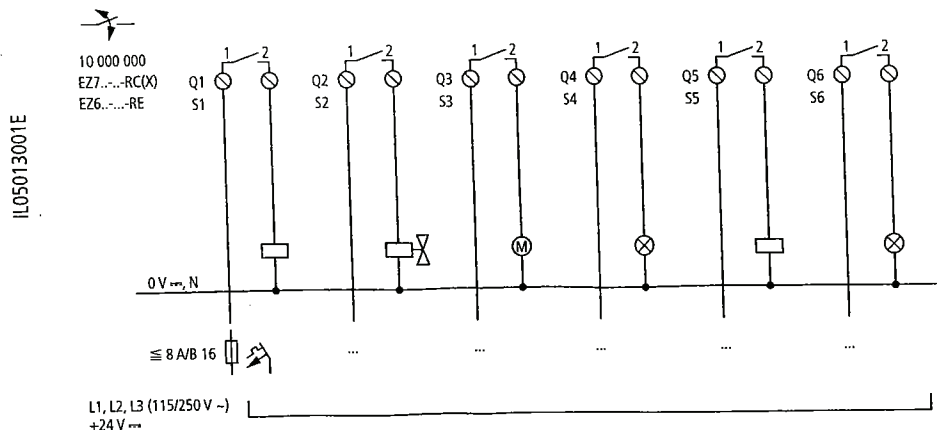 10 000 000
EZ7..-...-RC(X)
EZ6..-...-RE
IL05013001E
1 2 1 2 1 2 1 2 1 2 1 2
Q1 Q2 Q3 Q4 Q5 Q6
S1 S2 S3 S4 S5 S6
M
0 V ⎓, N
≦ 8 A/B 16 ... ... ... ... ...
L1, L2, L3 (115/250 V ~)
+24 V ⎓